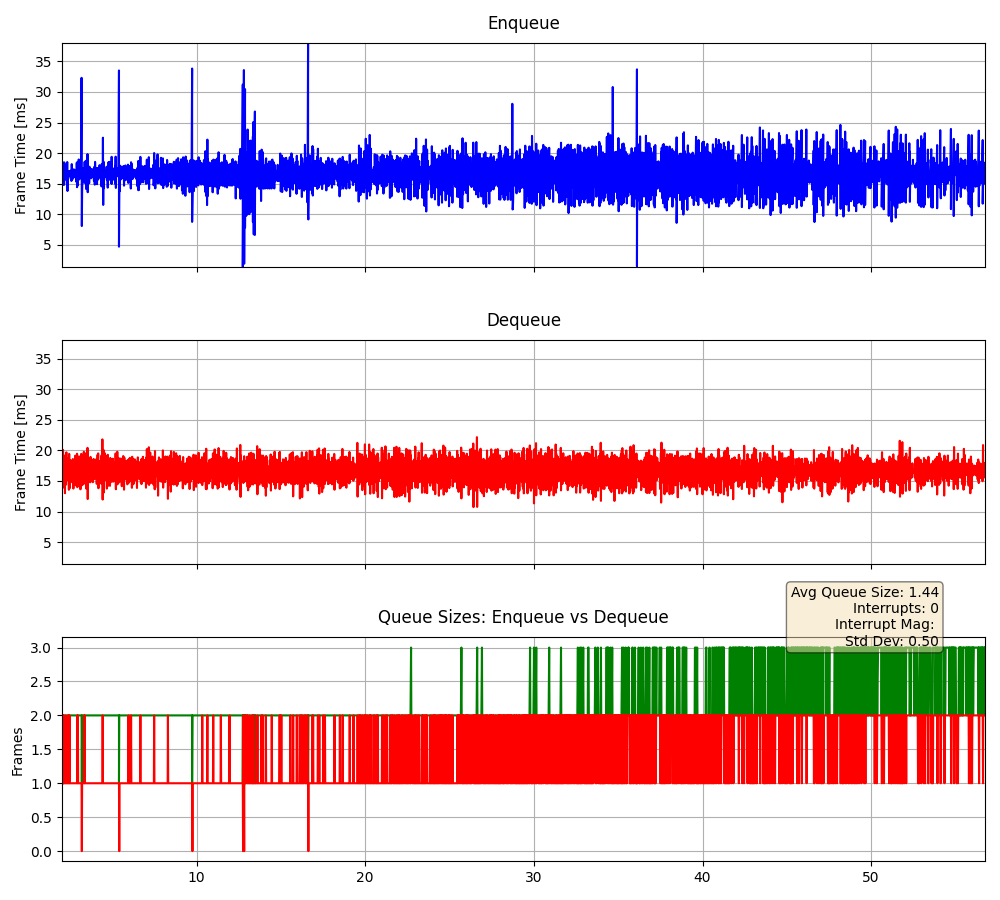 Enqueue
Frame Time [ms]
35
30
25
20
15
10
5
Dequeue
Frame Time [ms]
35
30
25
20
15
10
5
Avg Queue Size: 1.44
Interrupts: 0
Interrupt Mag:
Std Dev: 0.50
Queue Sizes: Enqueue vs Dequeue
Frames
3.0
2.5
2.0
1.5
1.0
0.5
0.0
10 20 30 40 50